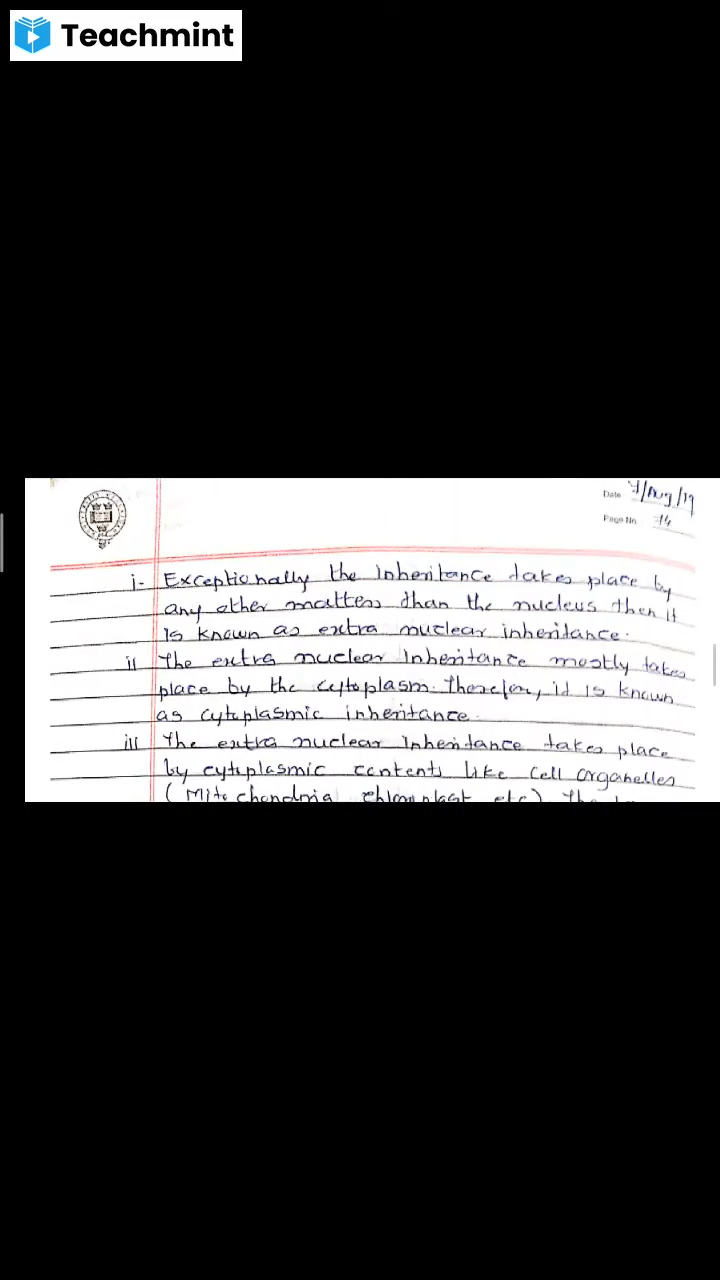 Teachmint
Date 7/Aug/19
Page No. 74
i- Exceptionally the inheritance takes place by
any other matters than the nucleus then it
is known as extra nuclear inheritance.
ii The extra nuclear inheritance mostly takes
place by the cytoplasm. Therefore, it is known
as cytoplasmic inheritance.
iii The extra nuclear inheritance takes place
by cytoplasmic contents like cell organelles
(Mitochondria chloroplast etc)